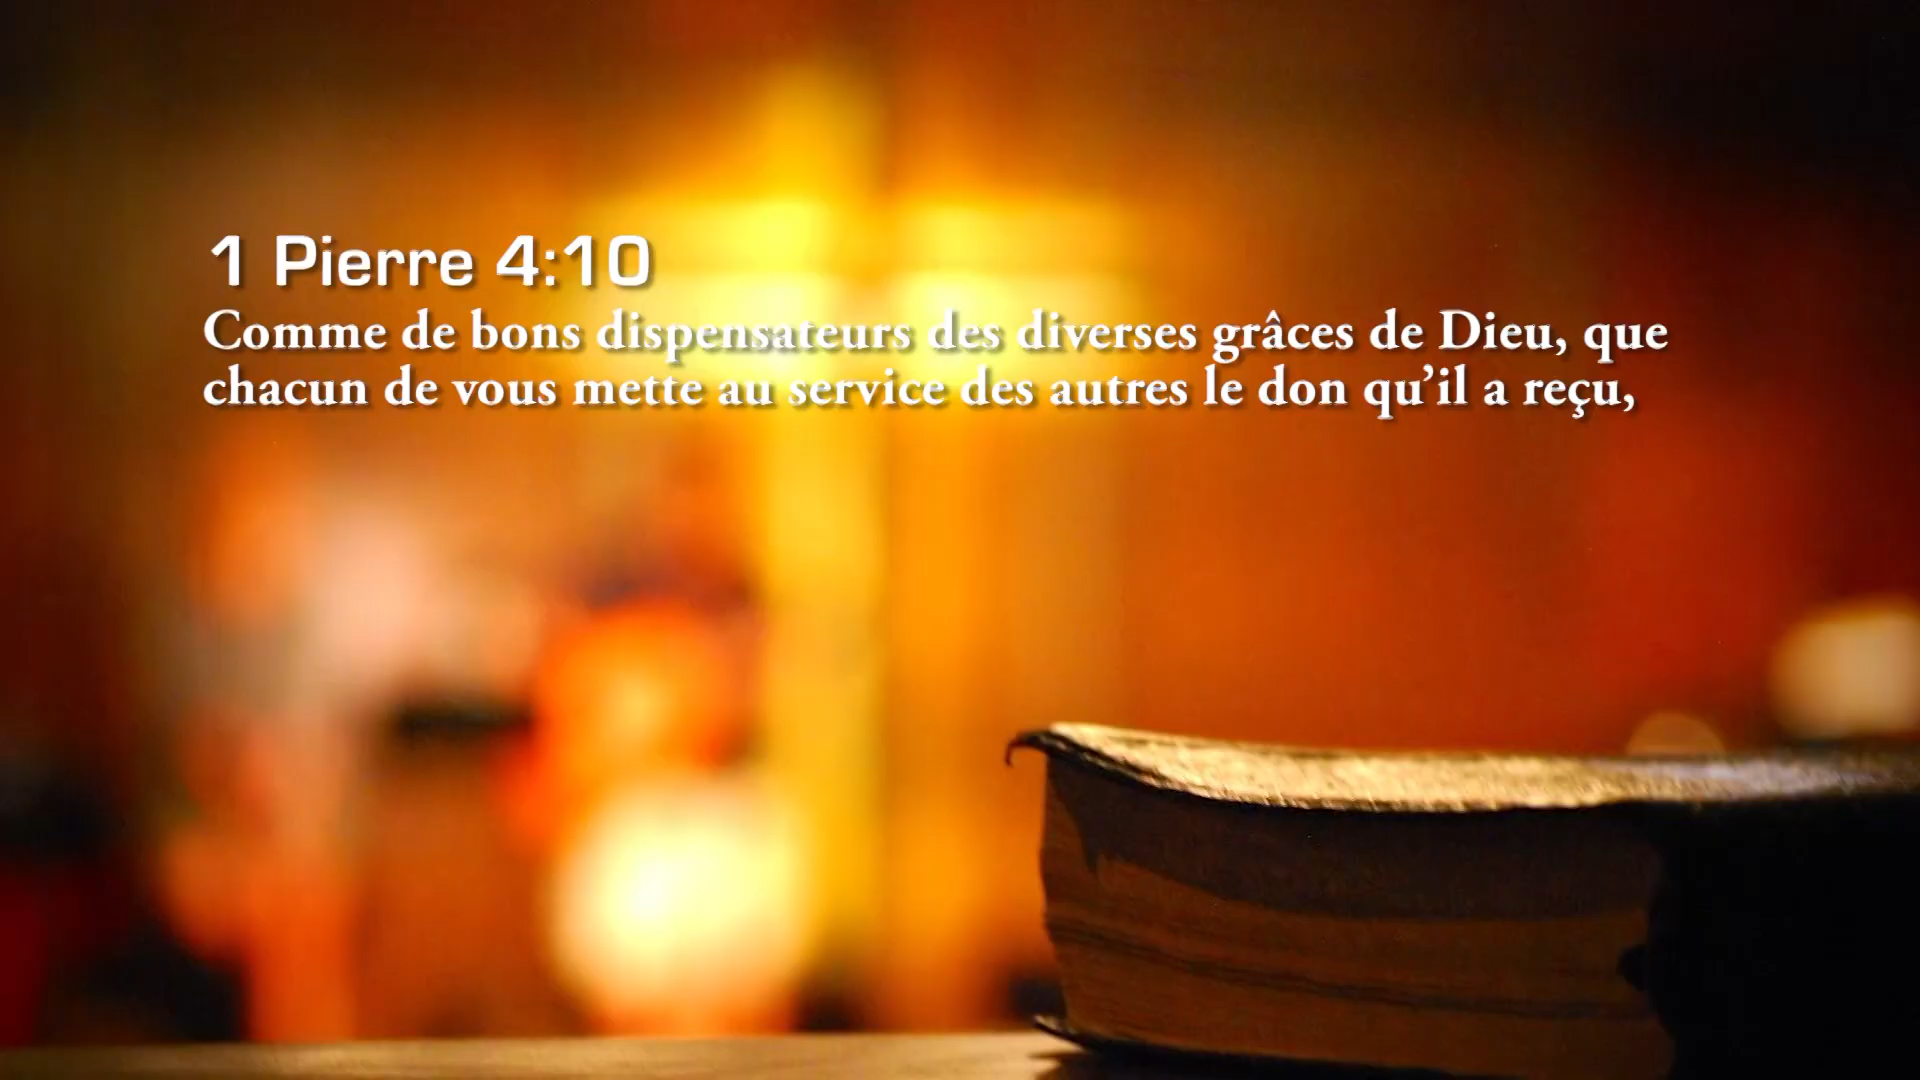 1 Pierre 4:10
Comme de bons dispensateurs des diverses grâces de Dieu, que
chacun de vous mette au service des autres le don qu’il a reçu,